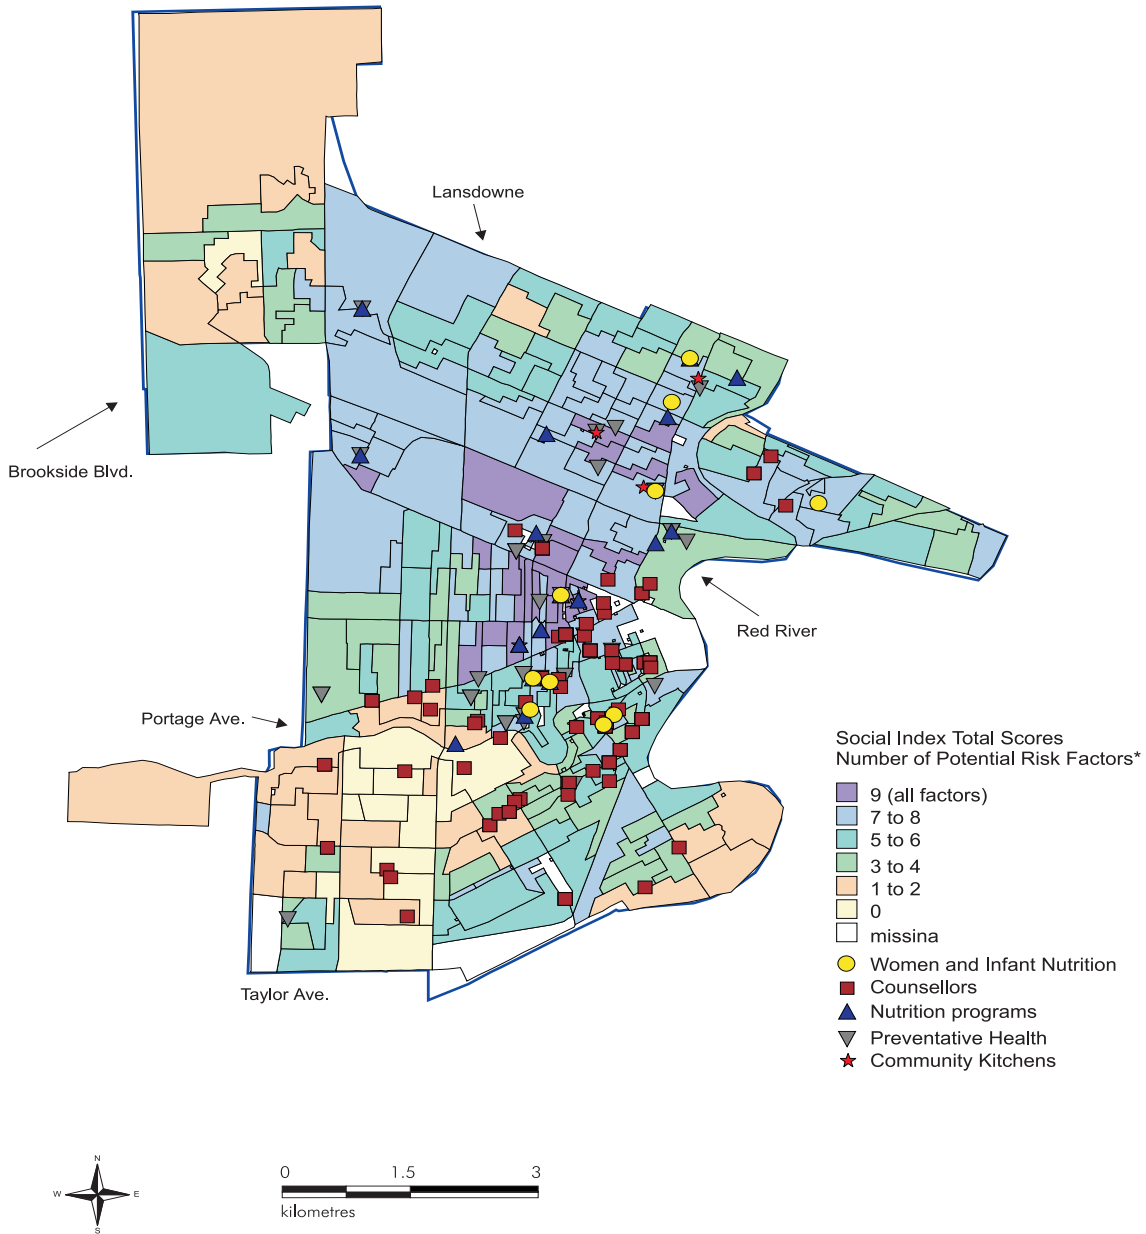 Lansdowne
Brookside Blvd.
Red River
Portage Ave.
Social Index Total Scores
Number of Potential Risk Factors*
9 (all factors)
7 to 8
5 to 6
3 to 4
1 to 2
0
missina
Women and Infant Nutrition
Counsellors
Nutrition programs
Preventative Health
Community Kitchens
Taylor Ave.
N
W E
S
0 1.5 3
kilometres